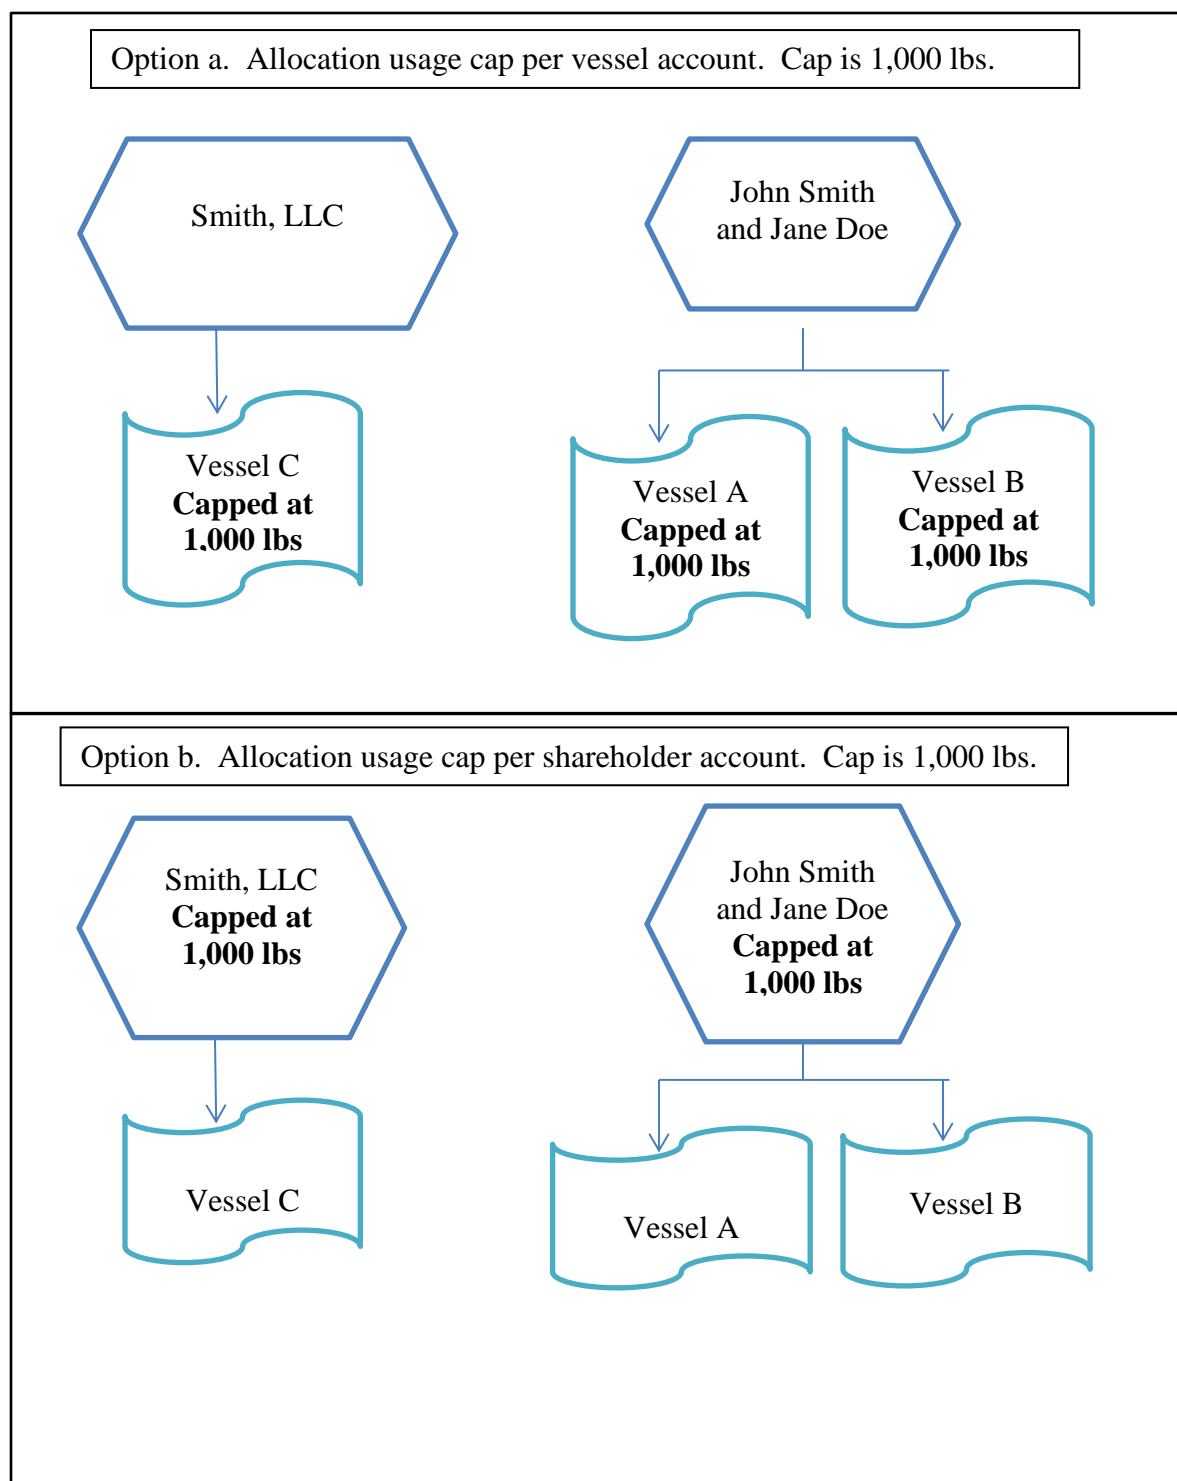 Option a.  Allocation usage cap per vessel account.  Cap is 1,000 lbs.
Smith, LLC
John Smith
and Jane Doe
Vessel C
Capped at
1,000 lbs
Vessel A
Capped at
1,000 lbs
Vessel B
Capped at
1,000 lbs
Option b.  Allocation usage cap per shareholder account.  Cap is 1,000 lbs.
Smith, LLC
Capped at
1,000 lbs
John Smith
and Jane Doe
Capped at
1,000 lbs
Vessel C
Vessel A
Vessel B